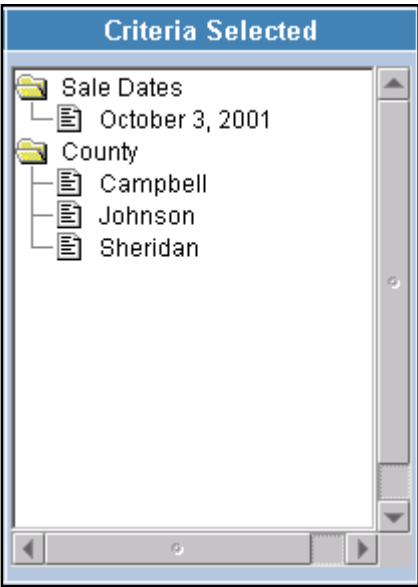 Criteria Selected
Sale Dates
October 3, 2001
County
Campbell
Johnson
Sheridan